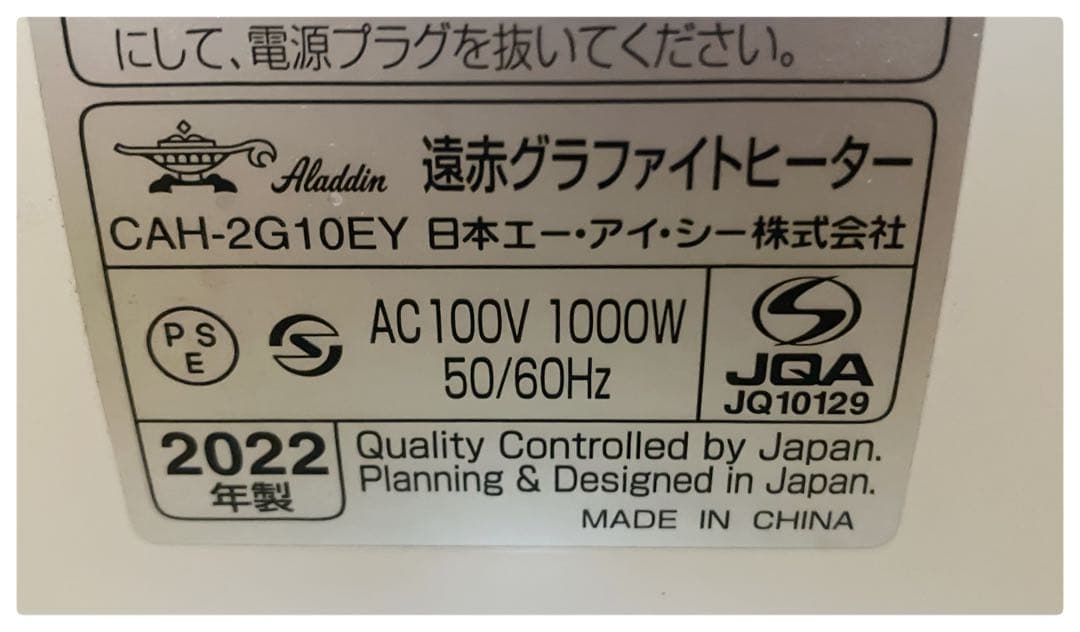 にして、電源プラグを抜いてください。
Aladdin 遠赤グラファイトヒーター
CAH-2G10EY 日本エー・アイ・シー株式会社
PS
E
S
AC100V 1000W
50/60Hz
JQA
JQ10129
2022
年製
Quality Controlled by Japan.
Planning & Designed in Japan.
MADE IN CHINA